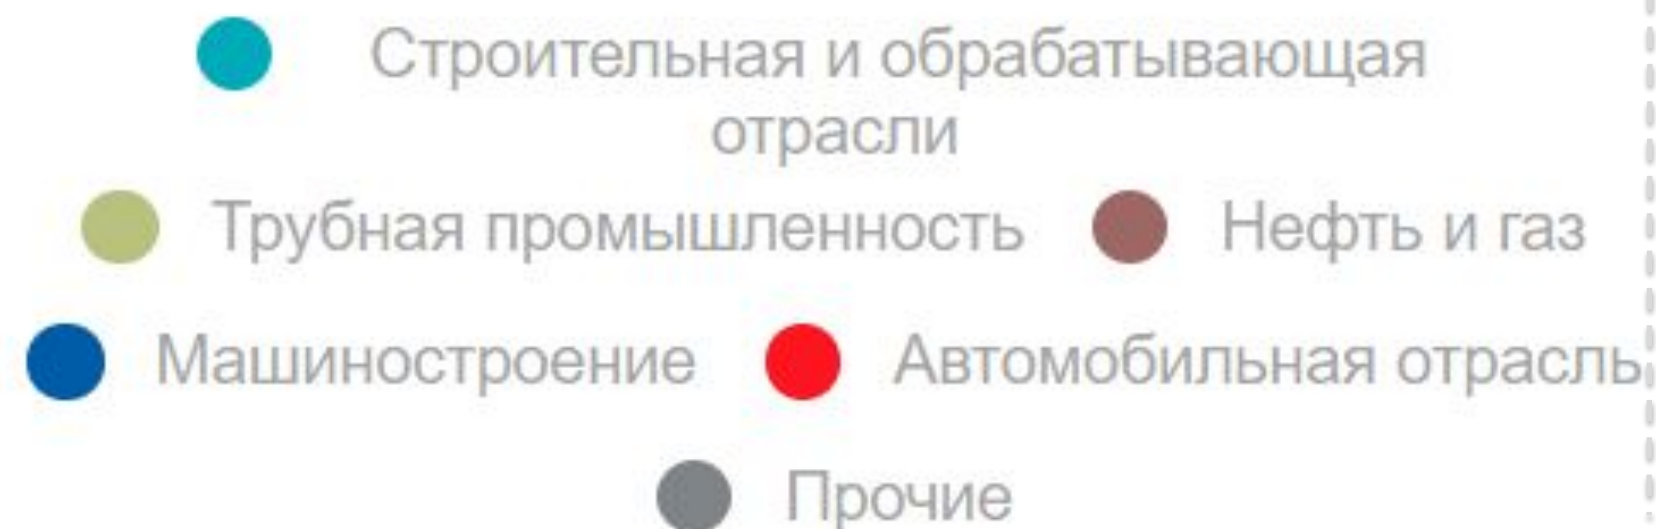 Строительная и обрабатывающая
отрасли
Трубная промышленность Нефть и газ
Машиностроение Автомобильная отрасль
Прочие